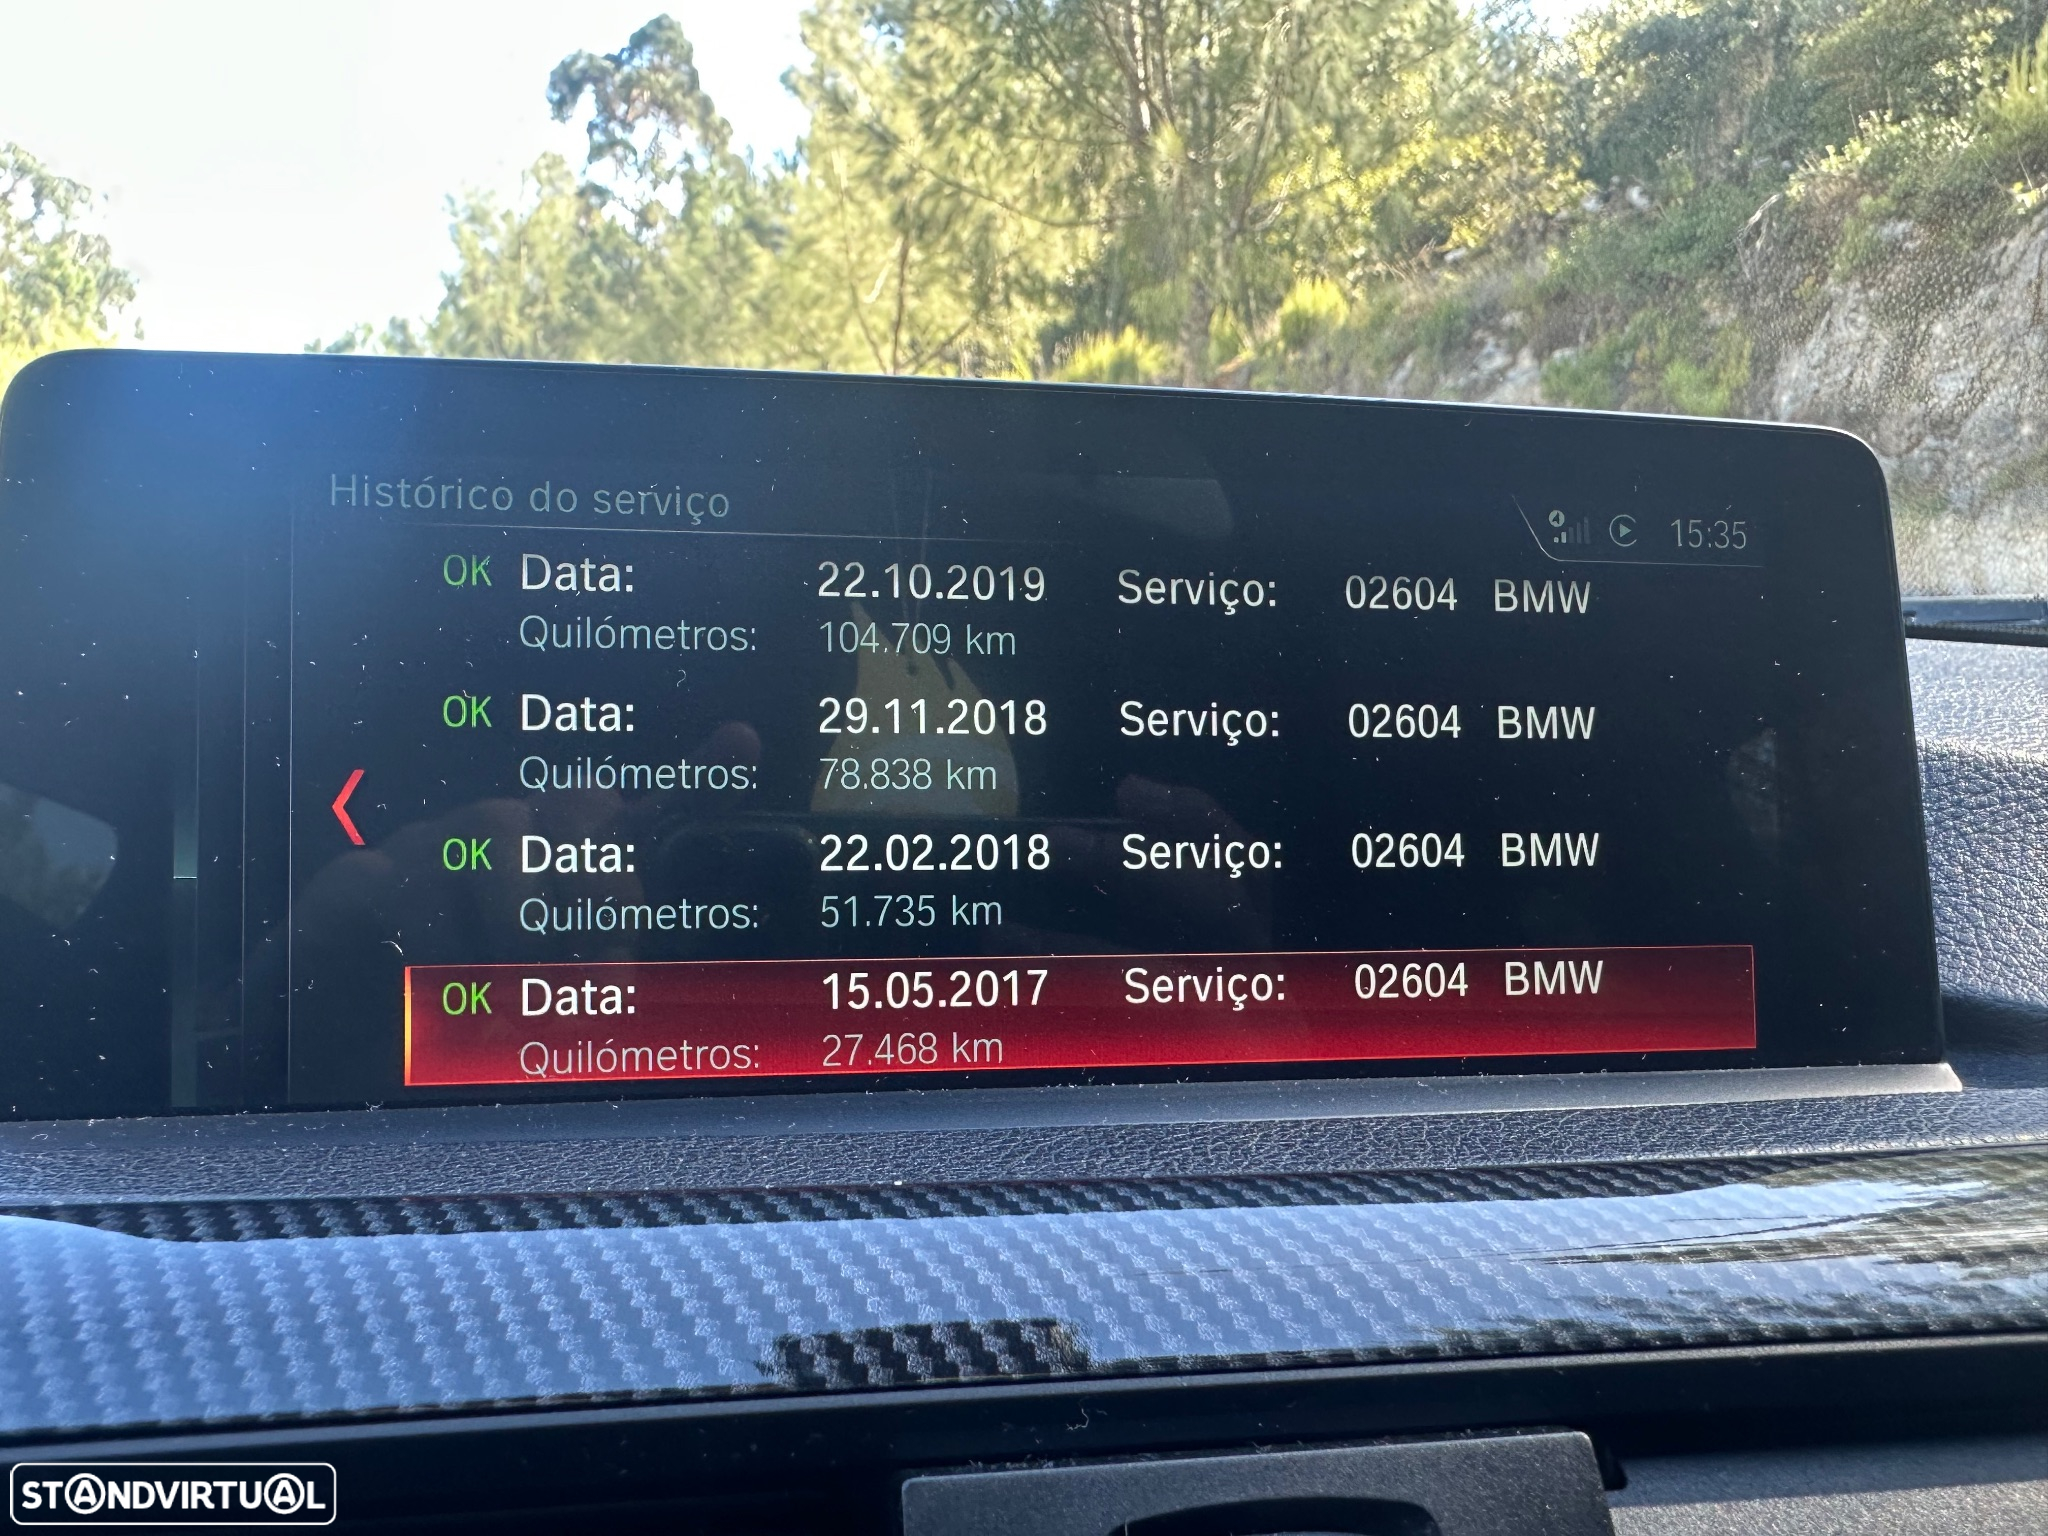 Histórico do serviço
15:35
OK Data: 22.10.2019 Serviço: 02604 BMW
Quilómetros: 104.709 km
OK Data: 29.11.2018 Serviço: 02604 BMW
Quilómetros: 78.838 km
OK Data: 22.02.2018 Serviço: 02604 BMW
Quilómetros: 51.735 km
OK Data: 15.05.2017 Serviço: 02604 BMW
Quilómetros: 27.468 km
STANDVIRTUAL